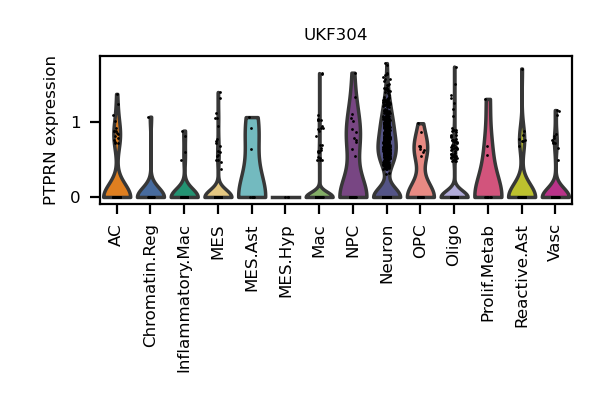 UKF304
PTPRN expression
1
0
AC
Chromatin.Reg
Inflammatory.Mac
MES
MES.Ast
MES.Hyp
Mac
NPC
Neuron
OPC
Oligo
Prolif.Metab
Reactive.Ast
Vasc